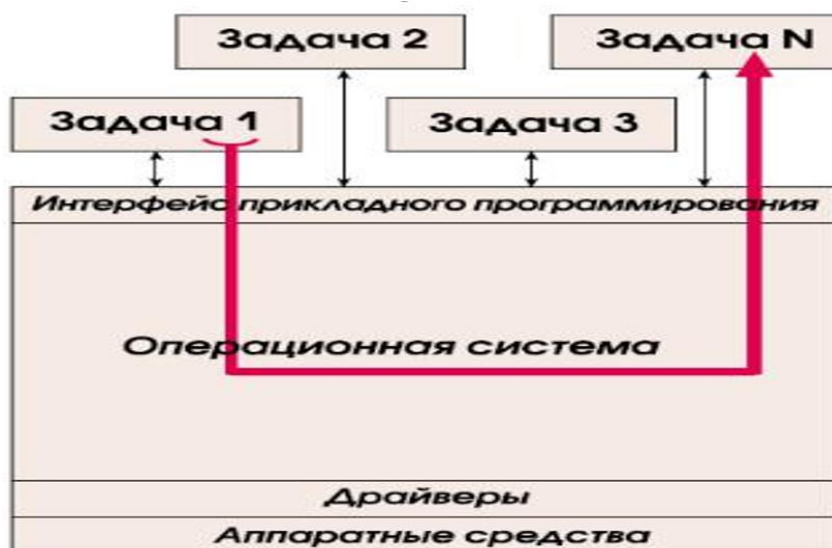 Задача 2
Задача N
Задача 1
Задача 3
Интерфейс прикладного программирования
Операционная система
Драйверы
Аппаратные средства